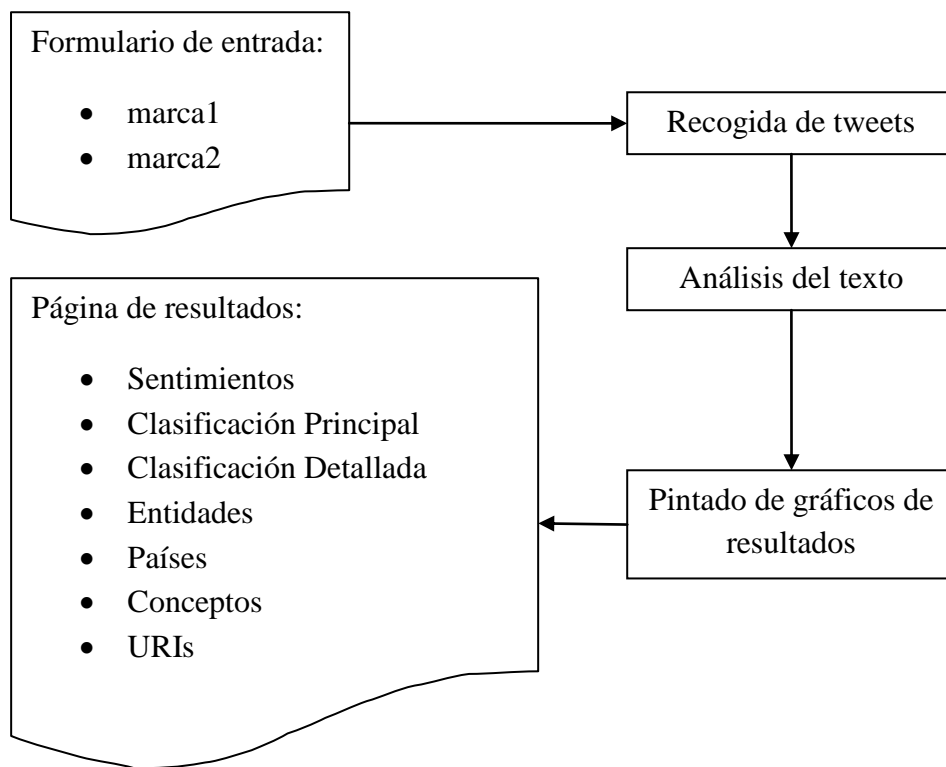 Formulario de entrada:
• marca1
• marca2
Recogida de tweets
Análisis del texto
Pintado de gráficos de
resultados
Página de resultados:
• Sentimientos
• Clasificación Principal
• Clasificación Detallada
• Entidades
• Países
• Conceptos
• URIs